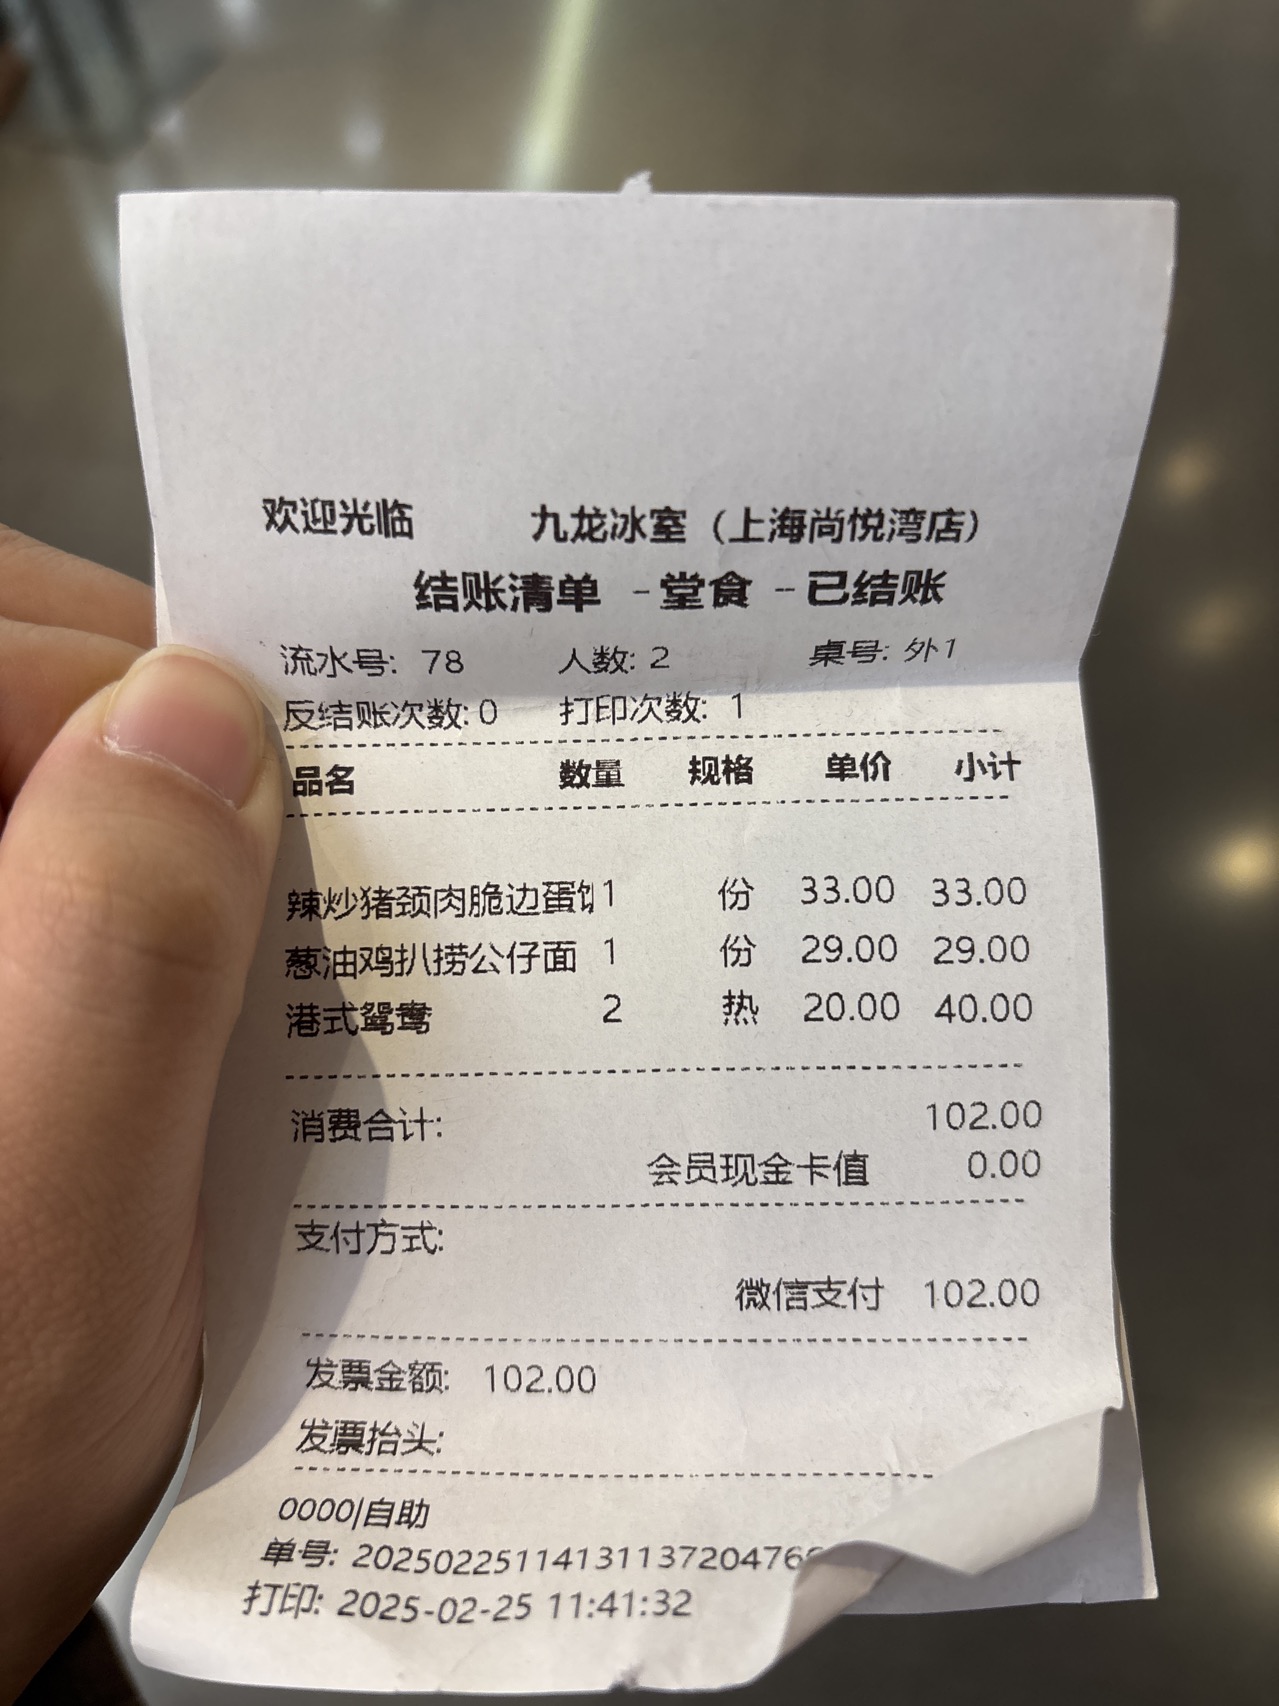 欢迎光临 九龙冰室（上海尚悦湾店）
结账清单 -堂食 -已结账
流水号: 78 人数: 2 桌号: 外1
反结账次数: 0 打印次数: 1
品名 数量 规格 单价 小计
辣炒猪颈肉脆边蛋 1 份 33.00 33.00
葱油鸡扒捞公仔面 1 份 29.00 29.00
港式鸳鸯 2 热 20.00 40.00
消费合计: 102.00
会员现金卡值 0.00
支付方式:
微信支付 102.00
发票金额: 102.00
发票抬头:
0000|自助
单号: 2025022511413113720476
打印: 2025-02-25 11:41:32